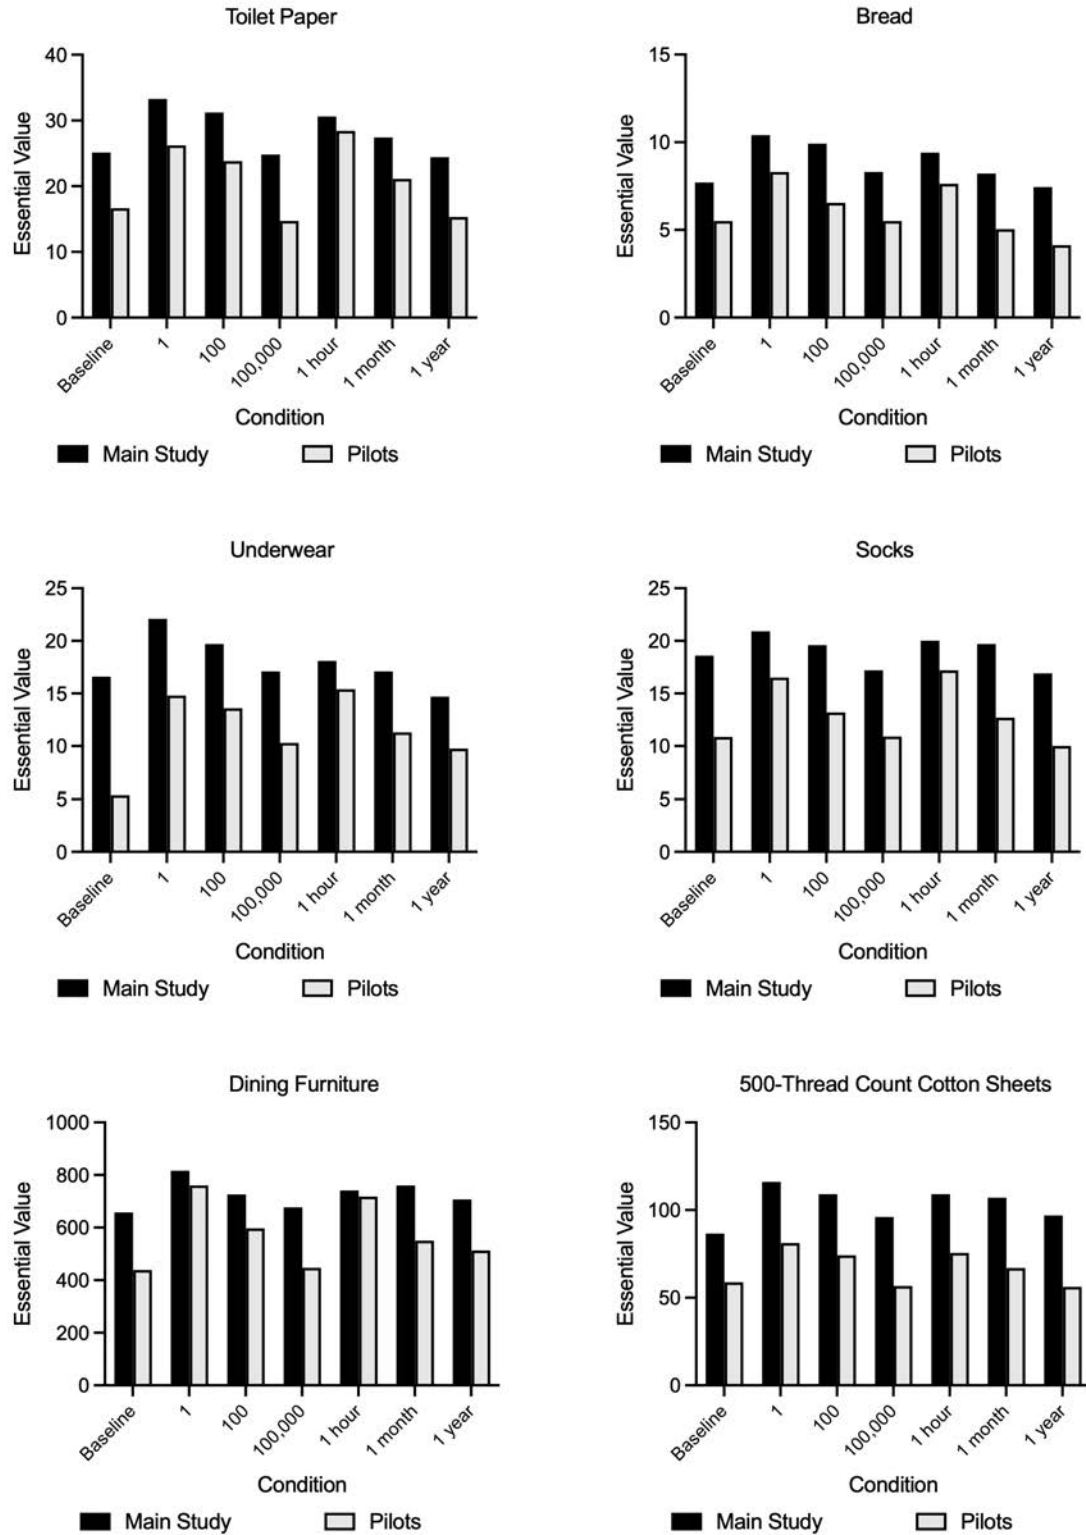 Toilet Paper
40
30
20
10
0
Essential Value
Baseline
1
100
100,000
1 hour
1 month
1 year
Condition
Main Study
Pilots
Bread
15
10
5
0
Essential Value
Baseline
1
100
100,000
1 hour
1 month
1 year
Condition
Main Study
Pilots
Underwear
25
20
15
10
5
0
Essential Value
Baseline
1
100
100,000
1 hour
1 month
1 year
Condition
Main Study
Pilots
Socks
25
20
15
10
5
0
Essential Value
Baseline
1
100
100,000
1 hour
1 month
1 year
Condition
Main Study
Pilots
Dining Furniture
1000
800
600
400
200
0
Essential Value
Baseline
1
100
100,000
1 hour
1 month
1 year
Condition
Main Study
Pilots
500-Thread Count Cotton Sheets
150
100
50
0
Essential Value
Baseline
1
100
100,000
1 hour
1 month
1 year
Condition
Main Study
Pilots